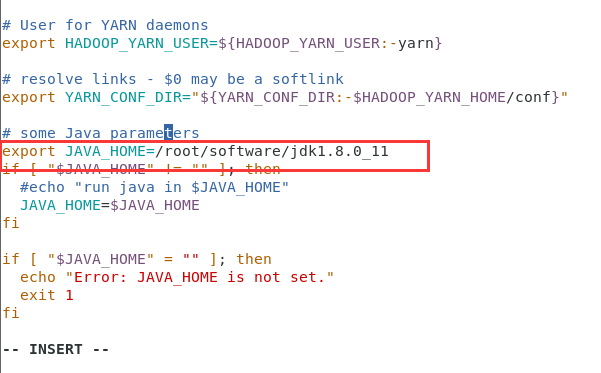 # User for YARN daemons
export HADOOP_YARN_USER=${HADOOP_YARN_USER:-yarn}
# resolve links - $0 may be a softlink
export YARN_CONF_DIR="${YARN_CONF_DIR:-$HADOOP_YARN_HOME/conf}"
# some Java parameters
export JAVA_HOME=/root/software/jdk1.8.0_11
if [ "$JAVA_HOME" != "" ]; then
  #echo "run java in $JAVA_HOME"
  JAVA_HOME=$JAVA_HOME
fi
if [ "$JAVA_HOME" = "" ]; then
  echo "Error: JAVA_HOME is not set."
  exit 1
fi
-- INSERT --